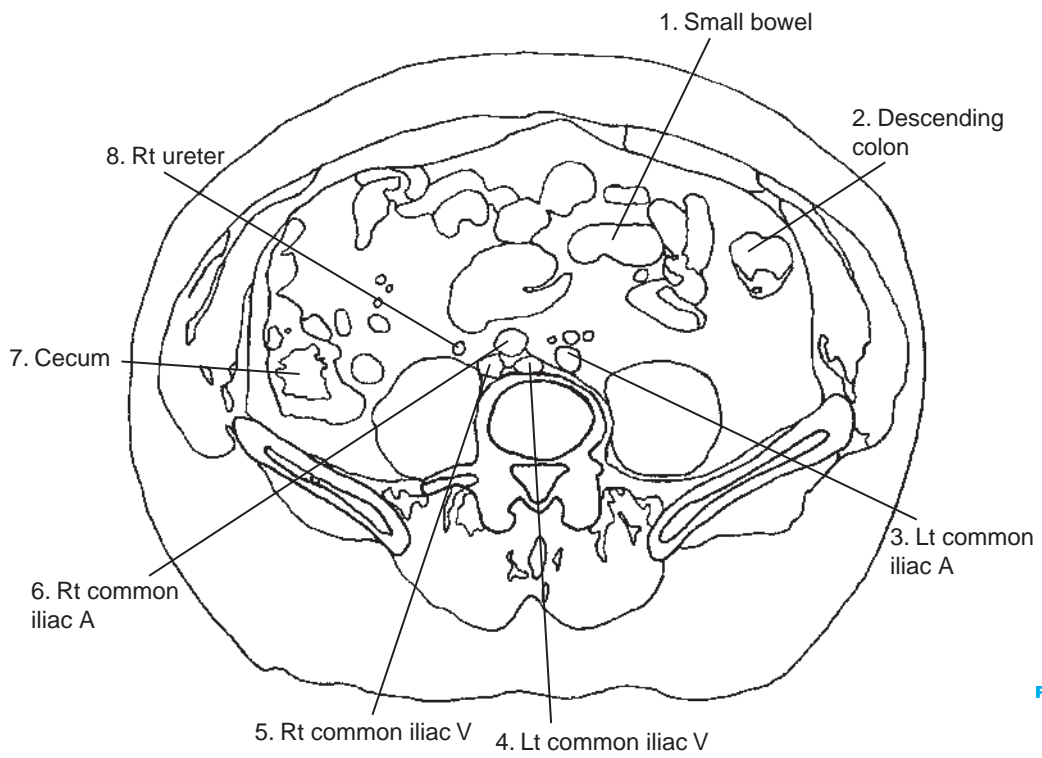 1. Small bowel
2. Descending
colon
8. Rt ureter
7. Cecum
3. Lt common
iliac A
6. Rt common
iliac A
5. Rt common iliac V
4. Lt common iliac V
F